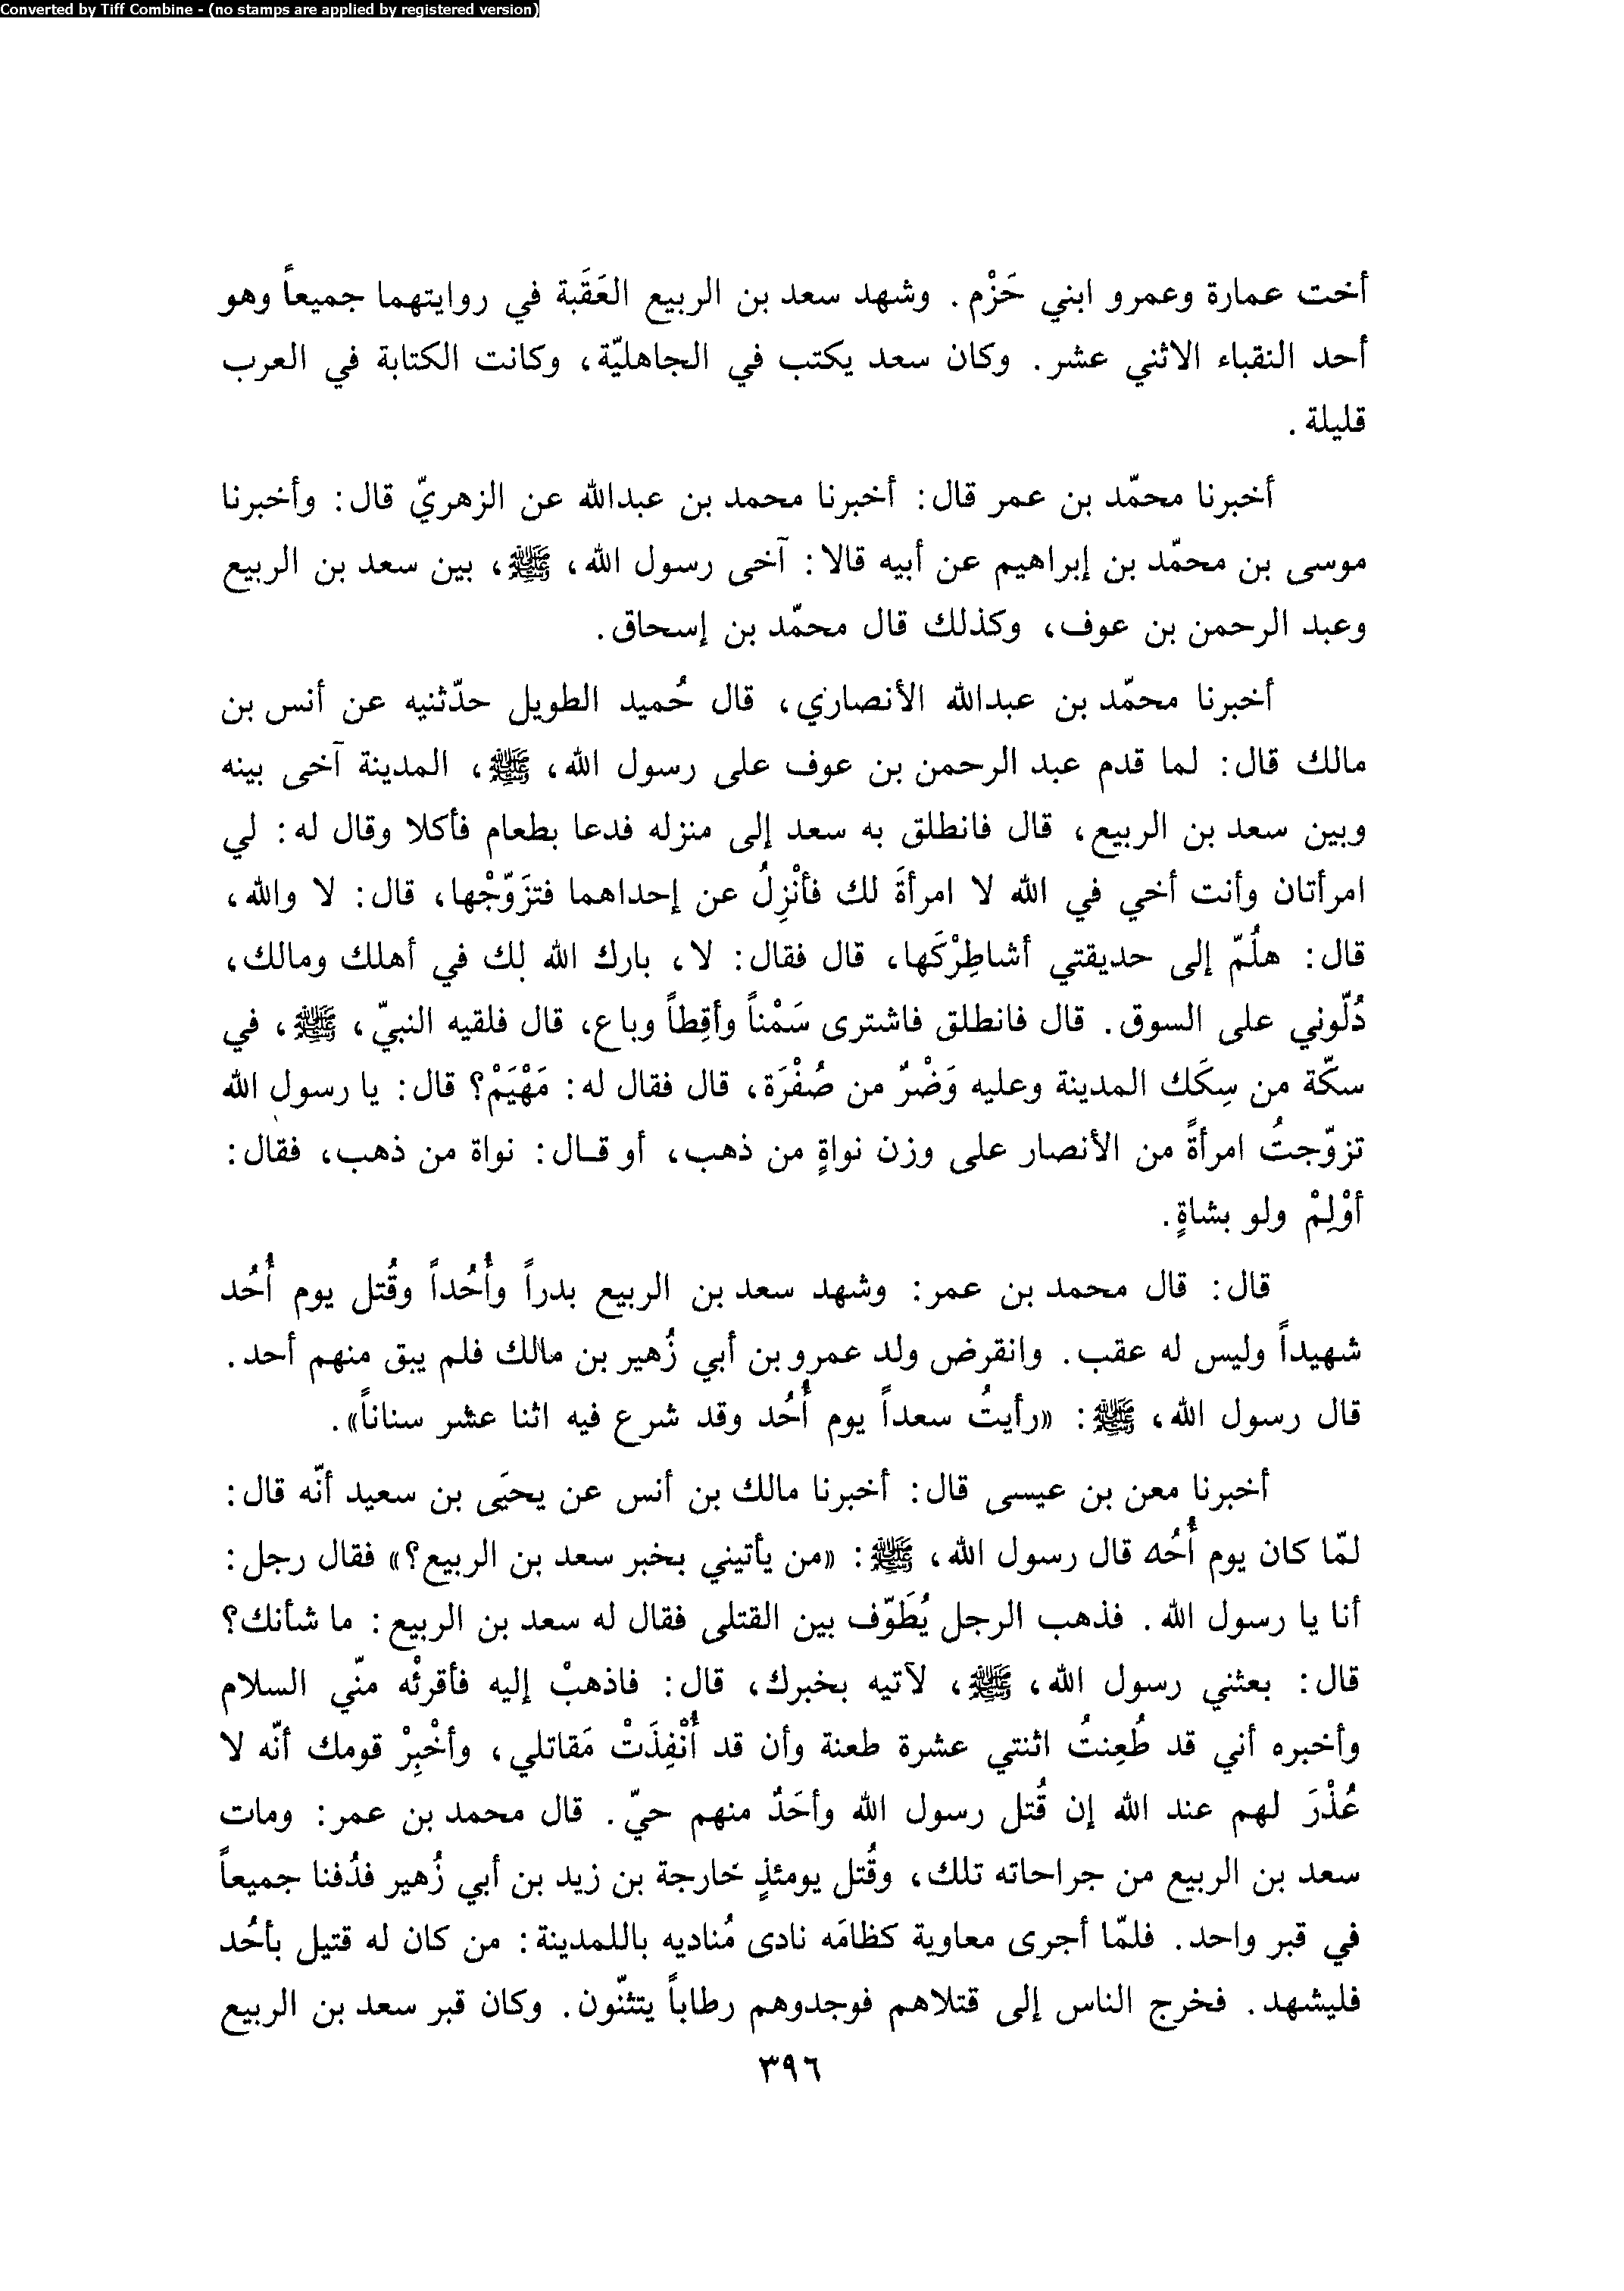 Converted by Tiff Combine - (no stamps are applied by registered version)
أخت عمارة وعمرو ابني حَزْم. وشهد سعد بن الربيع العَقَبة في روايتهما جميعاً وهو
أحد النقباء الاثني عشر. وكان سعد يكتب في الجاهليّة، وكانت الكتابة في العرب
قليلة.
أخبرنا محمّد بن عمر قال: أخبرنا محمد بن عبدالله عن الزهريّ قال: وأخبرنا
موسى بن محمّد بن إبراهيم عن أبيه قالا: آخى رسول الله، ﷺ، بين سعد بن الربيع
وعبد الرحمن بن عوف، وكذلك قال محمّد بن إسحاق.
أخبرنا محمّد بن عبدالله الأنصاري، قال حُميد الطويل حدّثنيه عن أنس بن
مالك قال: لما قدم عبد الرحمن بن عوف على رسول الله، ﷺ، المدينة آخى بينه
وبين سعد بن الربيع، قال فانطلق به سعد إلى منزله فدعا بطعام فأكلا وقال له: لي
امرأتان وأنت أخي في الله لا امرأةَ لك فأنْزِلُ عن إحداهما فتزَوّجْها، قال: لا والله،
قال: هلُمّ إلى حديقتي أشاطِرْكَها، قال فقال: لا، بارك الله لك في أهلك ومالك،
دُلّوني على السوق. قال فانطلق فاشترى سَمْناً وأقِطاً وباع، قال فلقيه النبيّ، ﷺ، في
سكّة من سِكَك المدينة وعليه وَضْرٌ من صُفْرَة، قال فقال له: مَهْيَمْ؟ قال: يا رسول الله
تزوّجتُ امرأةً من الأنصار على وزن نواةٍ من ذهب، أو قـال: نواة من ذهب، فقال:
أوْلِمْ ولو بشاةٍ.
قال: قال محمد بن عمر: وشهد سعد بن الربيع بدراً وأُحُداً وقُتل يوم أُحُد
شهيداً وليس له عقب. وانقرض ولد عمرو بن أبي زُهير بن مالك فلم يبق منهم أحد.
قال رسول الله، ﷺ: «رأيتُ سعداً يوم أُحُد وقد شرع فيه اثنا عشر سناناً».
أخبرنا معن بن عيسى قال: أخبرنا مالك بن أنس عن يحيَى بن سعيد أنّه قال:
لمّا كان يوم أُحُه قال رسول الله، ﷺ: «من يأتيني بخبر سعد بن الربيع؟» فقال رجل:
أنا يا رسول الله. فذهب الرجل يُطَوّف بين القتلى فقال له سعد بن الربيع: ما شأنك؟
قال: بعثني رسول الله، ﷺ، لآتيه بخبرك، قال: فاذهبْ إليه فأقرئْه منّي السلام
وأخبره أني قد طُعِنتُ اثنتي عشرة طعنة وأن قد أُنْفِذَتْ مَقاتلي، وأخْبِرْ قومك أنّه لا
عُذْرَ لهم عند الله إن قُتل رسول الله وأحَدٌ منهم حيّ. قال محمد بن عمر: ومات
سعد بن الربيع من جراحاته تلك، وقُتل يومئذٍ خارجة بن زيد بن أبي زُهير فدُفنا جميعاً
في قبر واحد. فلمّا أجرى معاوية كظامَه نادى مُناديه باللمدينة: من كان له قتيل بأحُد
فليشهد. فخرج الناس إلى قتلاهم فوجدوهم رطاباً يتثنّون. وكان قبر سعد بن الربيع
٣٩٦